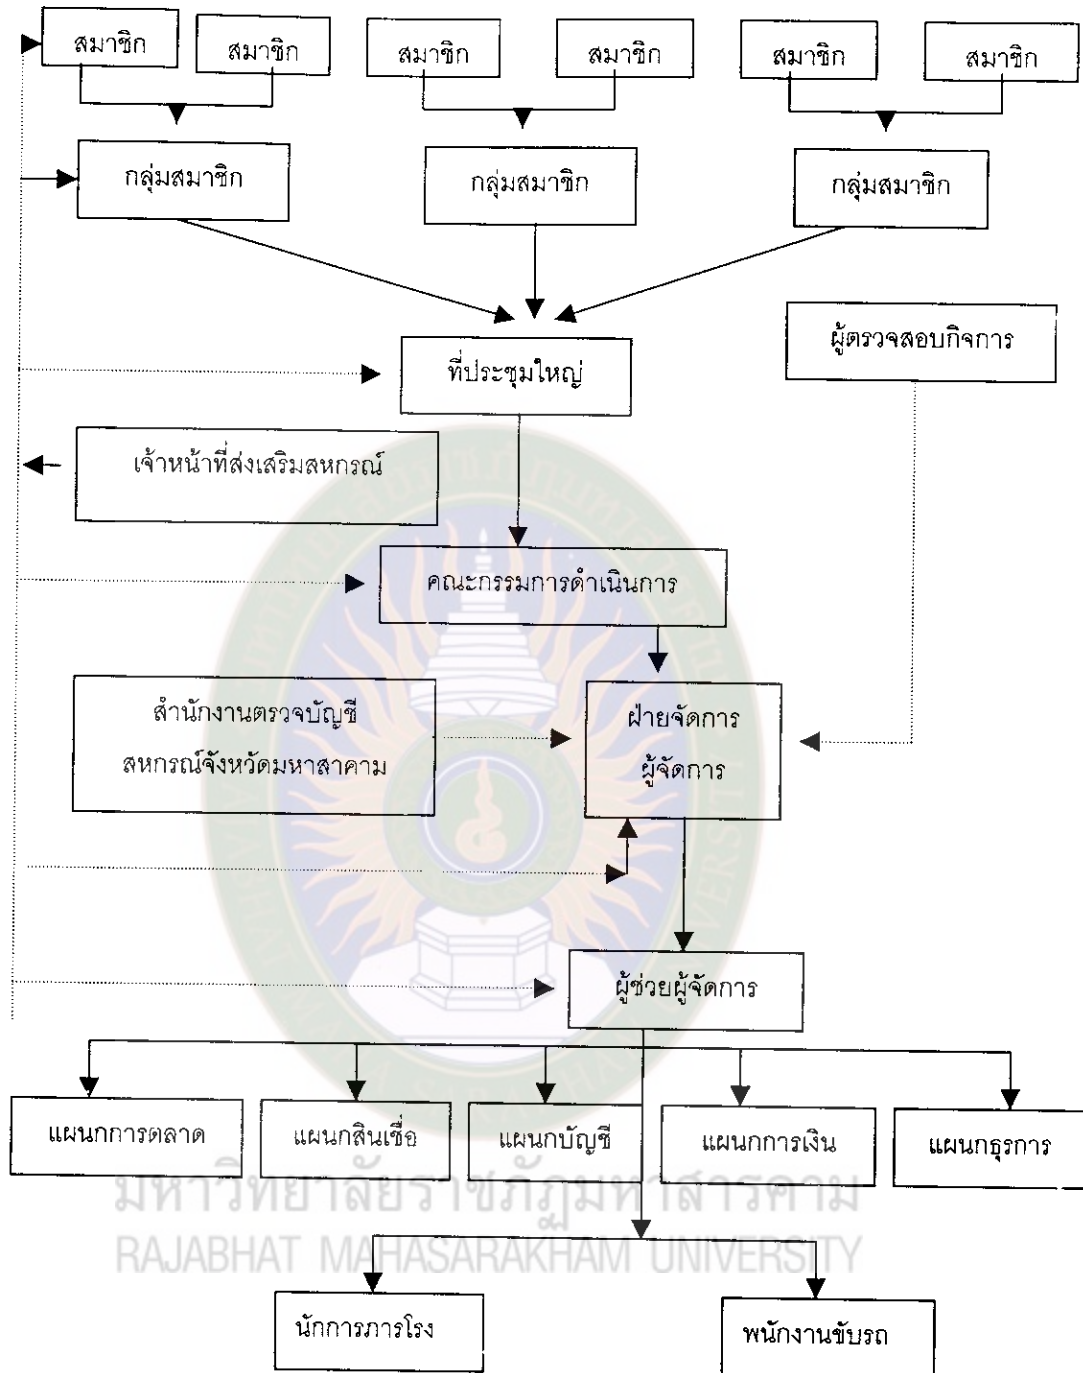 สมาชิก
สมาชิก
สมาชิก
สมาชิก
สมาชิก
สมาชิก
กลุ่มสมาชิก
กลุ่มสมาชิก
กลุ่มสมาชิก
ผู้ตรวจสอบกิจการ
ที่ประชุมใหญ่
เจ้าหน้าที่ส่งเสริมสหกรณ์
คณะกรรมการดำเนินการ
สำนักงานตรวจบัญชี
สหกรณ์จังหวัดมหาสาคาม
ฝ่ายจัดการ
ผู้จัดการ
ผู้ช่วยผู้จัดการ
แผนกการตลาด
แผนกสินเชื่อ
แผนกบัญชี
แผนกการเงิน
แผนกธุรการ
มหาวิทยาลัยราชภัฏมหาสารคาม
RAJABHAT MAHASARAKHAM UNIVERSITY
นักการภารโรง
พนักงานขับรถ